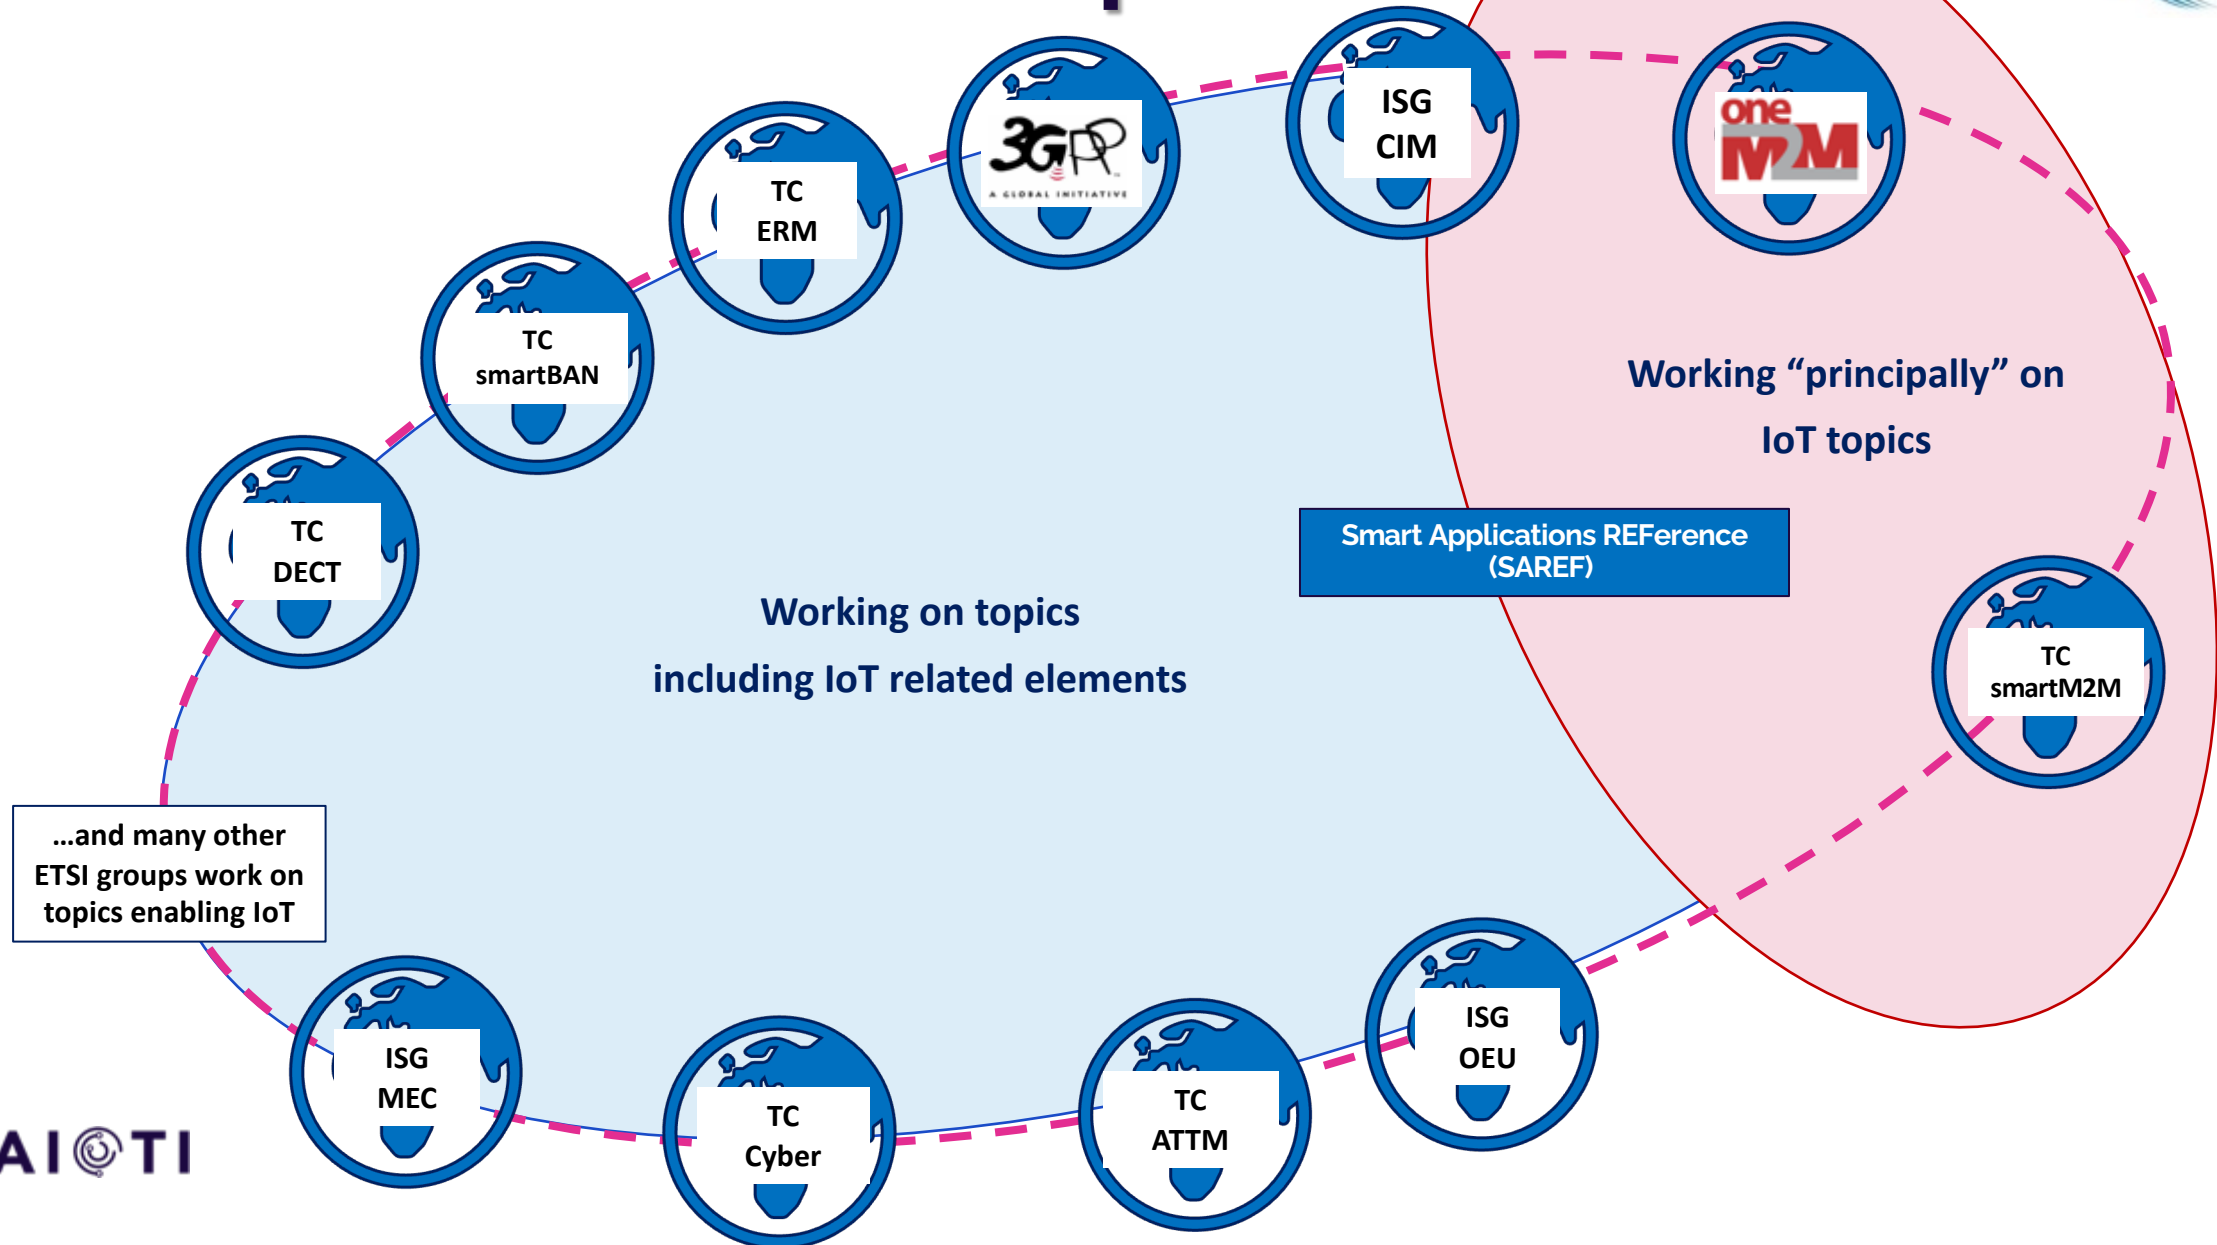 ISG
CIM
one
M2M
3GPP
A GLOBAL INITIATIVE
TC
ERM
TC
smartBAN
Working “principally” on
IoT topics
TC
DECT
Smart Applications REFerence
(SAREF)
Working on topics
including IoT related elements
TC
smartM2M
...and many other
ETSI groups work on
topics enabling IoT
ISG
OEU
ISG
MEC
TC
ATTM
TC
Cyber
AIOTI